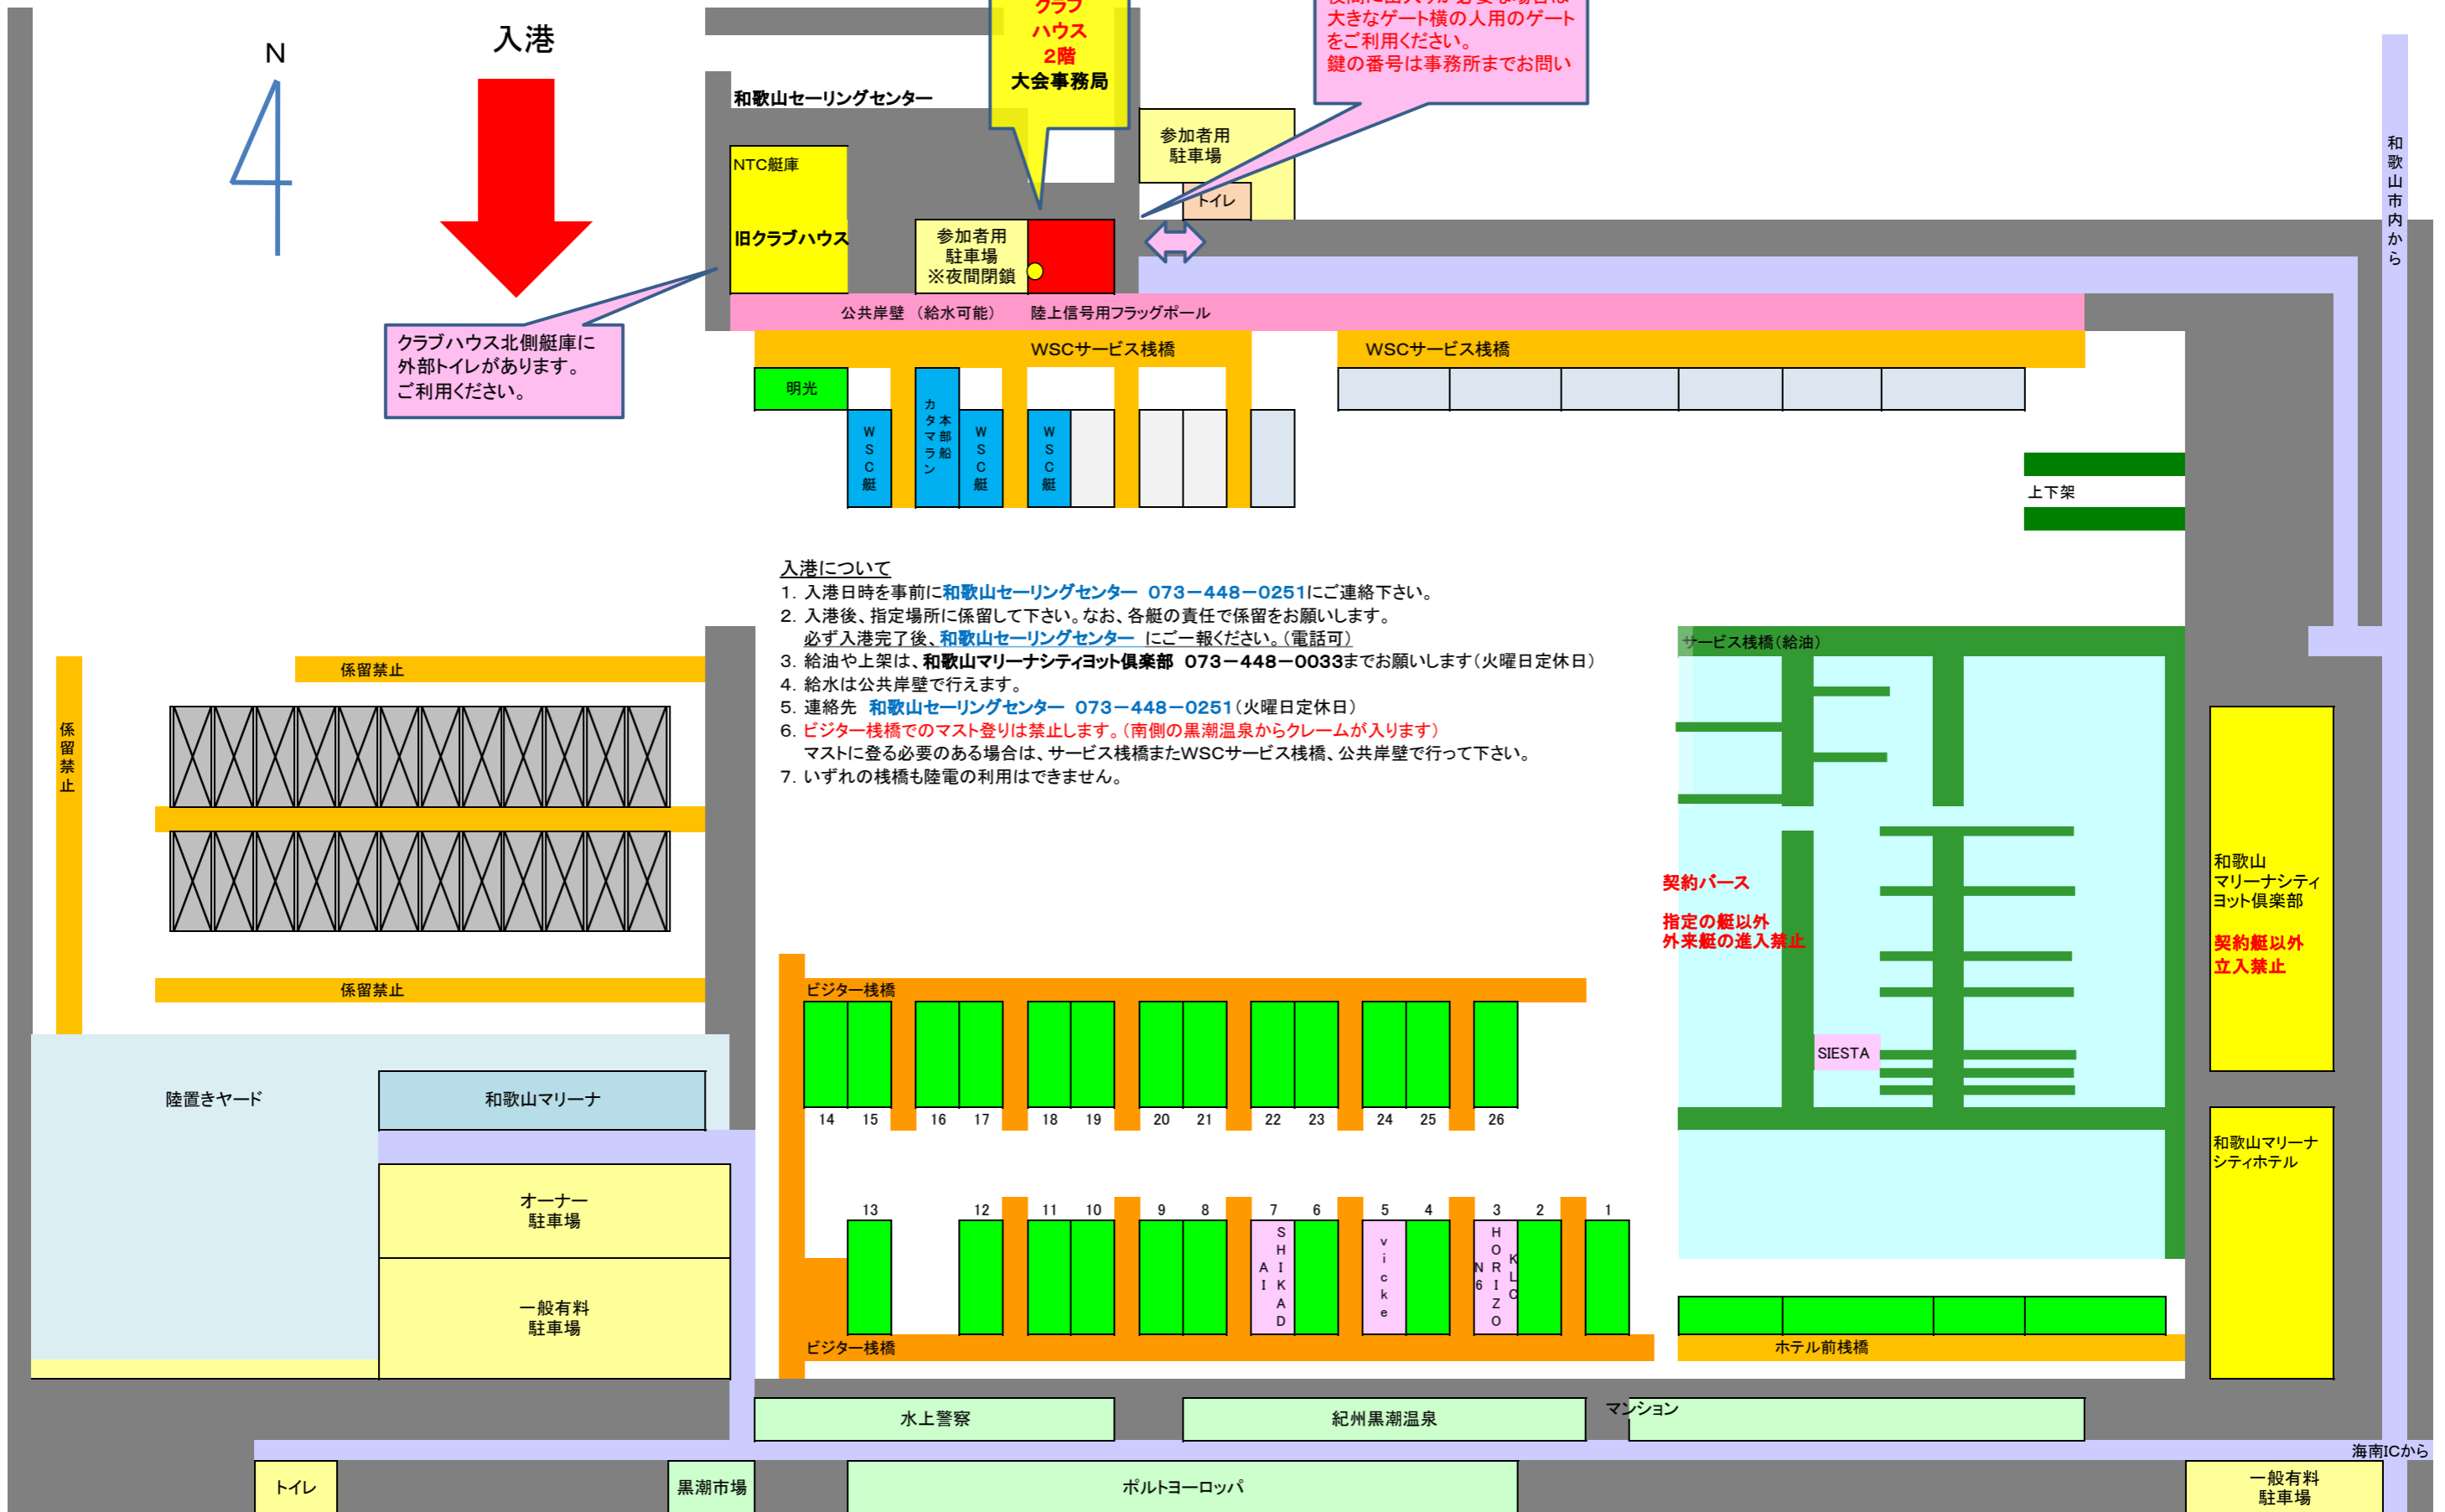 クラブ
ハウス
2階
大会事務局
大きなゲート横の人用のゲート
をご利用ください。
鍵の番号は事務所までお問い
N
入港
和歌山セーリングセンター
参加者用
駐車場
トイレ
和歌山市内から
NTC艇庫
旧クラブハウス
参加者用
駐車場
※夜間閉鎖
公共岸壁 (給水可能)
陸上信号用フラッグポール
クラブハウス北側艇庫に
外部トイレがあります。
ご利用ください。
WSCサービス桟橋
WSCサービス桟橋
明光
WSC艇
本部船
カタマラン
WSC艇
WSC艇
上下架
入港について
1. 入港日時を事前に和歌山セーリングセンター 073-448-0251にご連絡下さい。
2. 入港後、指定場所に係留して下さい。なお、各艇の責任で係留をお願いします。
必ず入港完了後、和歌山セーリングセンター にご一報ください。(電話可)
3. 給油や上架は、和歌山マリーナシティヨット倶楽部 073-448-0033までお願いします(火曜日定休日)
4. 給水は公共岸壁で行えます。
5. 連絡先 和歌山セーリングセンター 073-448-0251(火曜日定休日)
6. ビジター桟橋でのマスト登りは禁止します。(南側の黒潮温泉からクレームが入ります)
マストに登る必要のある場合は、サービス桟橋またWSCサービス桟橋、公共岸壁で行って下さい。
7. いずれの桟橋も陸電の利用はできません。
サービス桟橋(給油)
係留禁止
係留禁止
係留禁止
契約バース
指定の艇以外
外来艇の進入禁止
和歌山
マリーナシティ
ヨット倶楽部
契約艇以外
立入禁止
ビジター桟橋
SIESTA
陸置きヤード
和歌山マリーナ
14 15 16 17 18 19 20 21 22 23 24 25 26
和歌山マリーナ
シティホテル
オーナー
駐車場
13 12 11 10 9 8 7 6 5 4 3 2 1
SHIKAD
AI
vicke
KLC
HORIZO
N6
一般有料
駐車場
ビジター桟橋
ホテル前桟橋
水上警察
紀州黒潮温泉
マンション
海南ICから
トイレ
黒潮市場
ポルトヨーロッパ
一般有料
駐車場